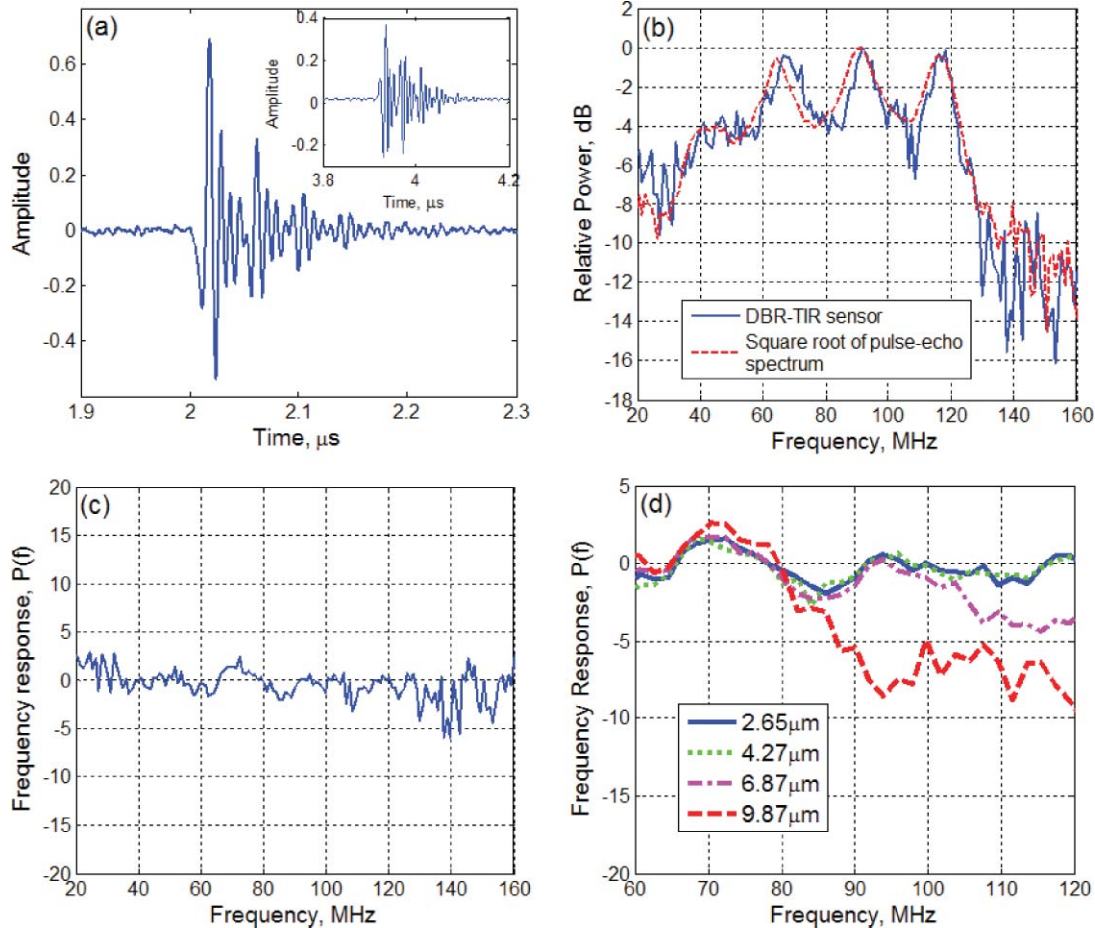 (a)
Amplitude
0.6
0.4
0.2
0
-0.2
-0.4
1.9 2 2.1 2.2 2.3
Time, μs
Amplitude
0.4
0.2
0
-0.2
3.8 4 4.2
Time, μs
(b)
Relative Power, dB
2
0
-2
-4
-6
-8
-10
-12
-14
-16
-18
20 40 60 80 100 120 140 160
Frequency, MHz
DBR-TIR sensor
Square root of pulse-echo
spectrum
(c)
Frequency response, P(f)
20
15
10
5
0
-5
-10
-15
-20
20 40 60 80 100 120 140 160
Frequency, MHz
(d)
Frequency Response, P(f)
5
0
-5
-10
-15
-20
60 70 80 90 100 110 120
Frequency, MHz
2.65μm
4.27μm
6.87μm
9.87μm